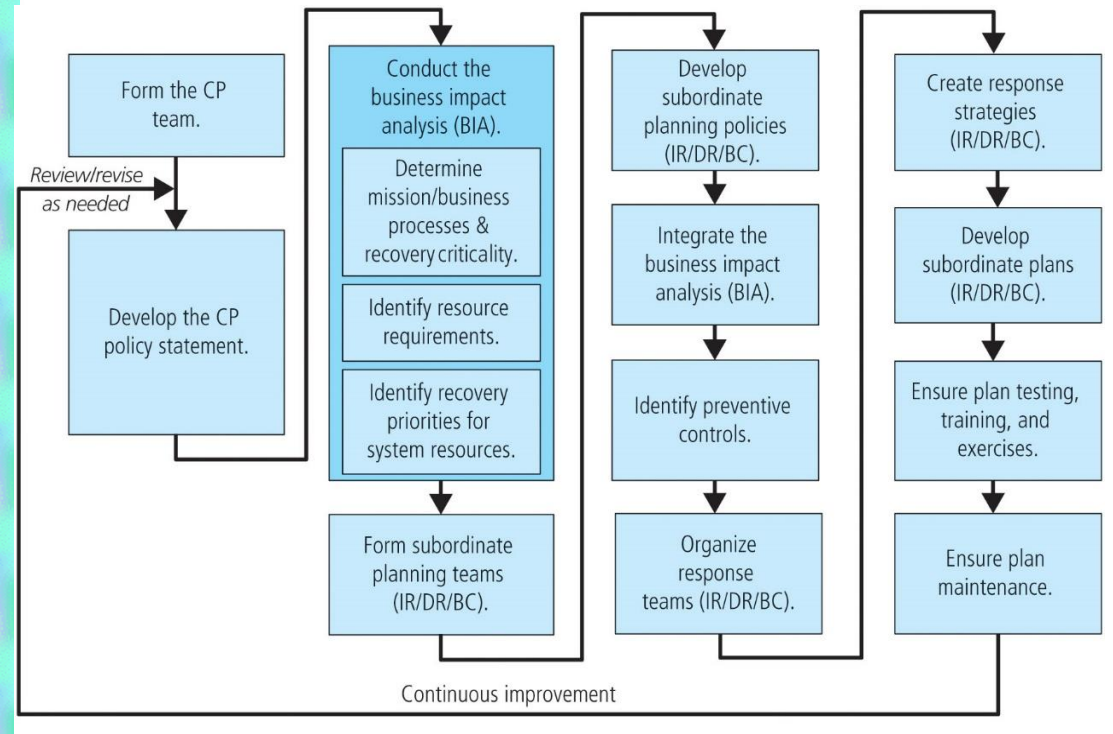 Form the CP
team.
Review/revise
as needed
Develop the CP
policy statement.
Conduct the
business impact
analysis (BIA).
Determine
mission/business
processes &
recovery criticality.
Identify resource
requirements.
Identify recovery
priorities for
system resources.
Form subordinate
planning teams
(IR/DR/BC).
Develop
subordinate
planning policies
(IR/DR/BC).
Integrate the
business impact
analysis (BIA).
Identify preventive
controls.
Organize
response
teams (IR/DR/BC).
Create response
strategies
(IR/DR/BC).
Develop
subordinate plans
(IR/DR/BC).
Ensure plan testing,
training, and
exercises.
Ensure plan
maintenance.
Continuous improvement